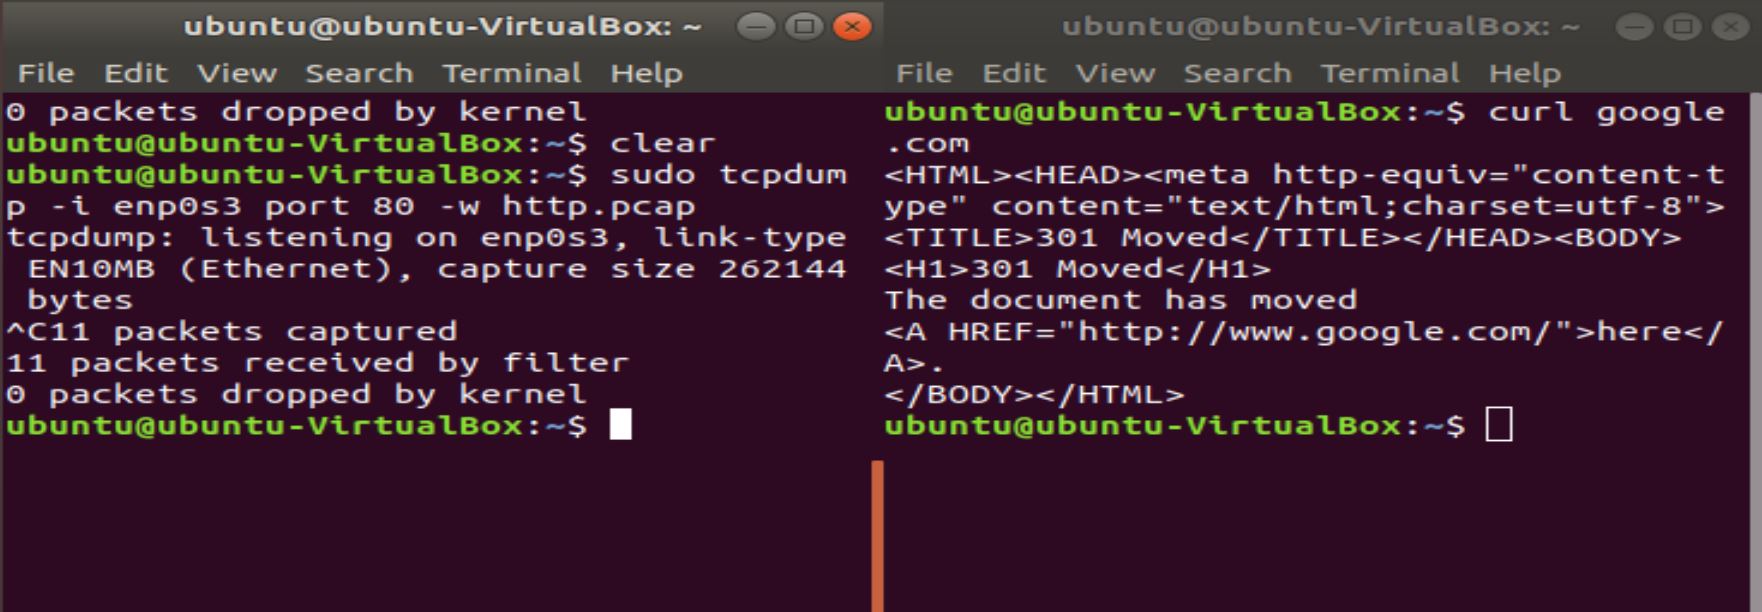 ubuntu@ubuntu-VirtualBox: ~
File Edit View Search Terminal Help
0 packets dropped by kernel
ubuntu@ubuntu-VirtualBox:~$ clear
ubuntu@ubuntu-VirtualBox:~$ sudo tcpdum
p -i enp0s3 port 80 -w http.pcap
tcpdump: listening on enp0s3, link-type
 EN10MB (Ethernet), capture size 262144
 bytes
^C11 packets captured
11 packets received by filter
0 packets dropped by kernel
ubuntu@ubuntu-VirtualBox:~$
ubuntu@ubuntu-VirtualBox: ~
File Edit View Search Terminal Help
ubuntu@ubuntu-VirtualBox:~$ curl google
.com
<HTML><HEAD><meta http-equiv="content-t
ype" content="text/html;charset=utf-8">
<TITLE>301 Moved</TITLE></HEAD><BODY>
<H1>301 Moved</H1>
The document has moved
<A HREF="http://www.google.com/">here</
A>.
</BODY></HTML>
ubuntu@ubuntu-VirtualBox:~$